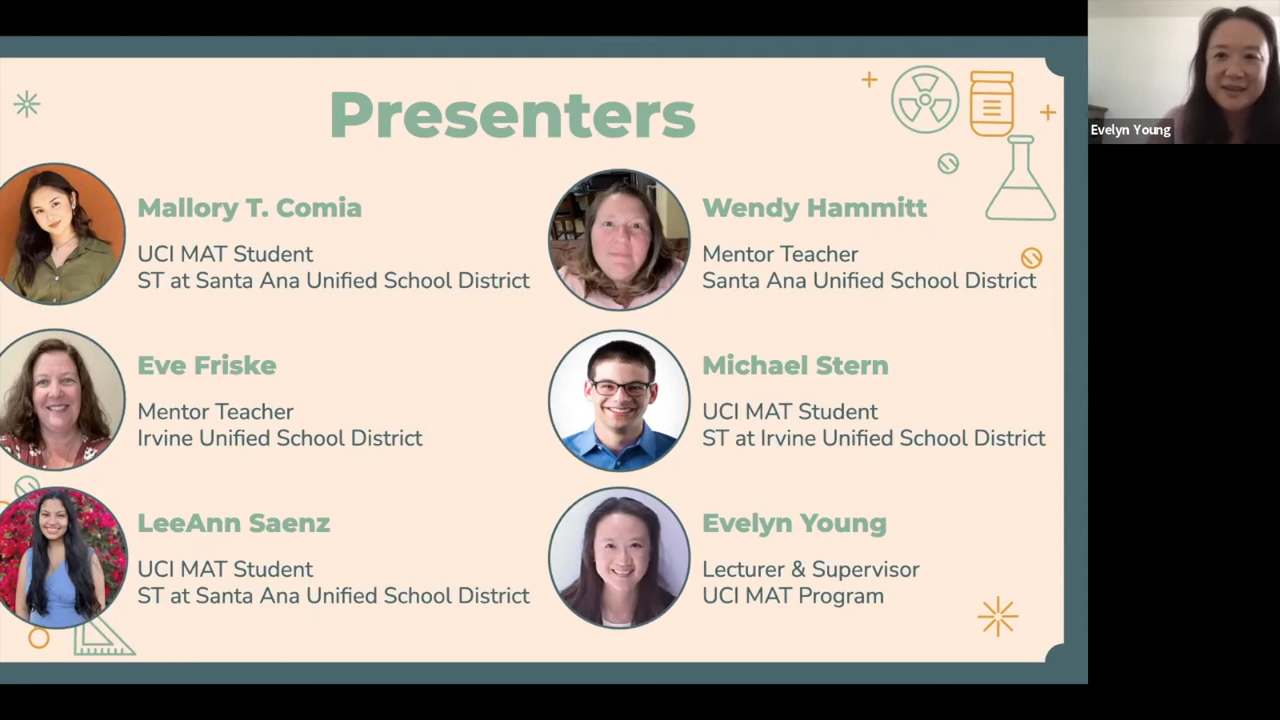 Presenters
Mallory T. Comia
UCI MAT Student
ST at Santa Ana Unified School District
Wendy Hammitt
Mentor Teacher
Santa Ana Unified School District
Eve Friske
Mentor Teacher
Irvine Unified School District
Michael Stern
UCI MAT Student
ST at Irvine Unified School District
LeeAnn Saenz
UCI MAT Student
ST at Santa Ana Unified School District
Evelyn Young
Lecturer & Supervisor
UCI MAT Program
Evelyn Young